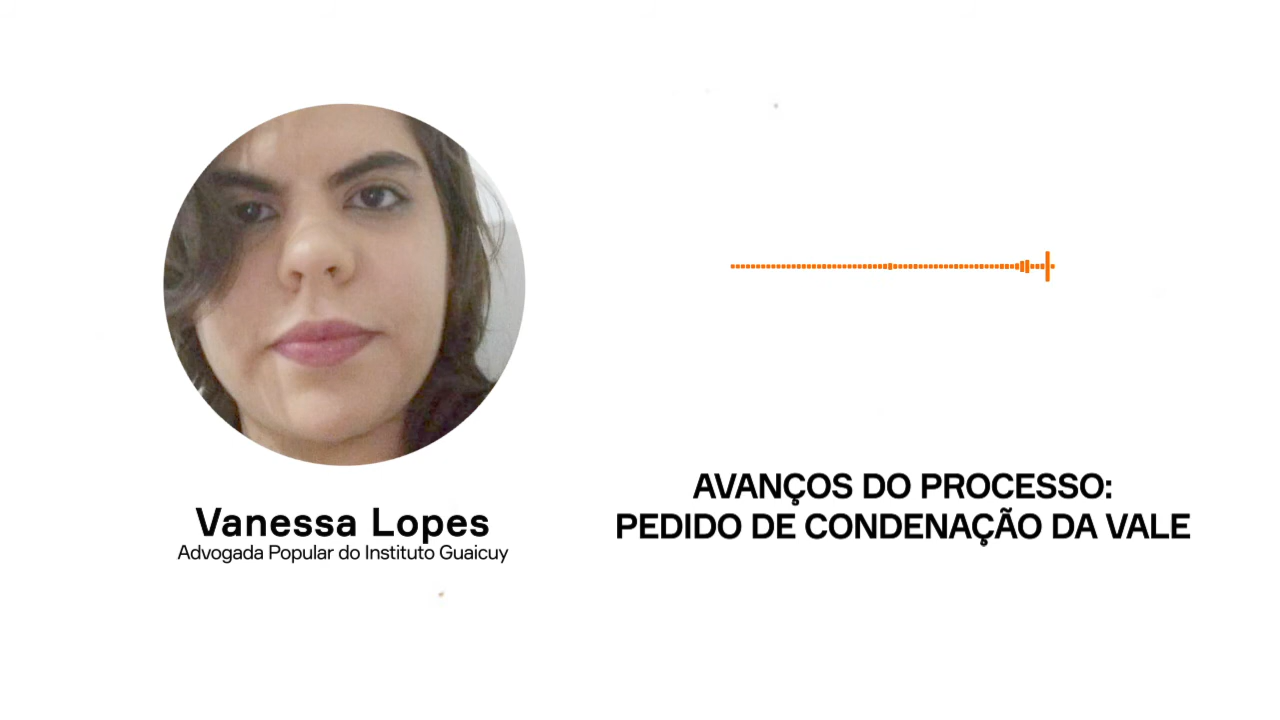 Vanessa Lopes
Advogada Popular do Instituto Guaicuy
AVANÇOS DO PROCESSO:
PEDIDO DE CONDENAÇÃO DA VALE